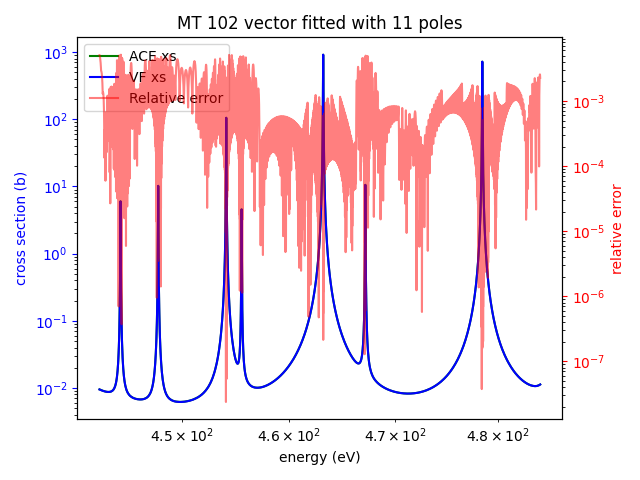 MT 102 vector fitted with 11 poles
ACE xs
VF xs
Relative error
cross section (b)
10³
10²
10¹
10⁰
10⁻¹
10⁻²
relative error
10⁻³
10⁻⁴
10⁻⁵
10⁻⁶
10⁻⁷
4.5 × 10² 4.6 × 10² 4.7 × 10² 4.8 × 10²
energy (eV)